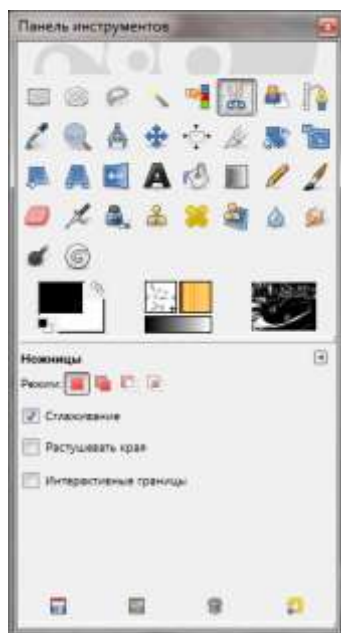 Панель инструментов
Ножницы
Режим:
Сглаживание
Растушевать края
Интерактивные границы